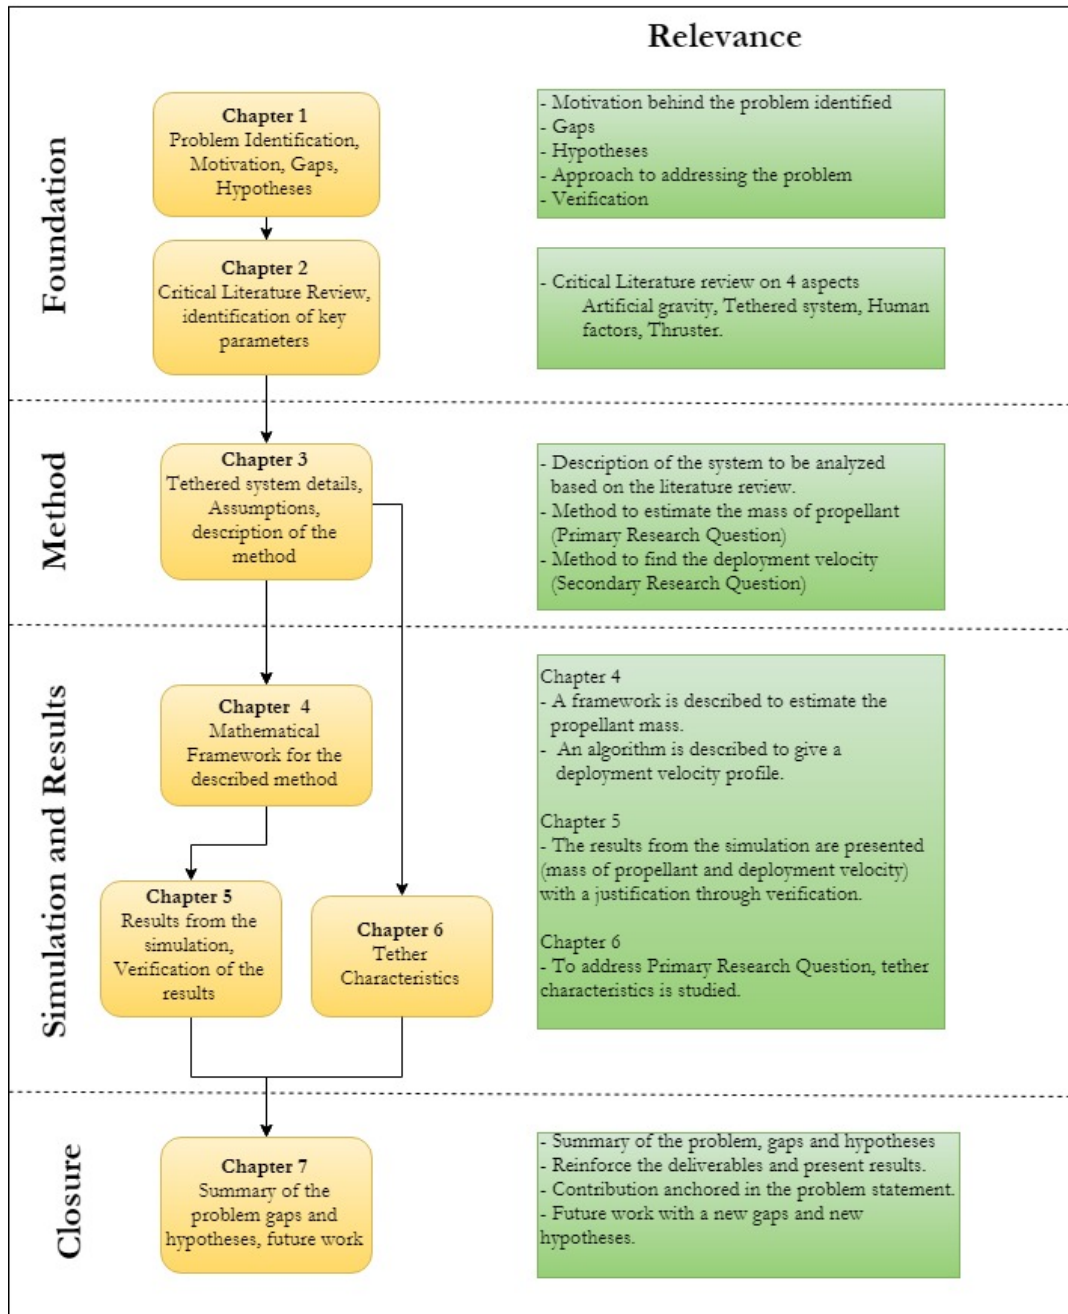 Relevance
Foundation
Chapter 1
Problem Identification,
Motivation, Gaps,
Hypotheses
- Motivation behind the problem identified
- Gaps
- Hypotheses
- Approach to addressing the problem
- Verification
Chapter 2
Critical Literature Review,
identification of key
parameters
- Critical Literature review on 4 aspects
Artificial gravity, Tethered system, Human
factors, Thruster.
Method
Chapter 3
Tethered system details,
Assumptions,
description of the
method
- Description of the system to be analyzed
based on the literature review.
- Method to estimate the mass of propellant
(Primary Research Question)
- Method to find the deployment velocity
(Secondary Research Question)
Simulation and Results
Chapter 4
Mathematical
Framework for the
described method
Chapter 5
Results from the
simulation,
Verification of the
results
Chapter 6
Tether
Characteristics
Chapter 4
- A framework is described to estimate the
propellant mass.
- An algorithm is described to give a
deployment velocity profile.
Chapter 5
- The results from the simulation are presented
(mass of propellant and deployment velocity)
with a justification through verification.
Chapter 6
- To address Primary Research Question, tether
characteristics is studied.
Closure
Chapter 7
Summary of the
problem gaps and
hypotheses, future work
- Summary of the problem, gaps and hypotheses
- Reinforce the deliverables and present results.
- Contribution anchored in the problem statement.
- Future work with a new gaps and new
hypotheses.